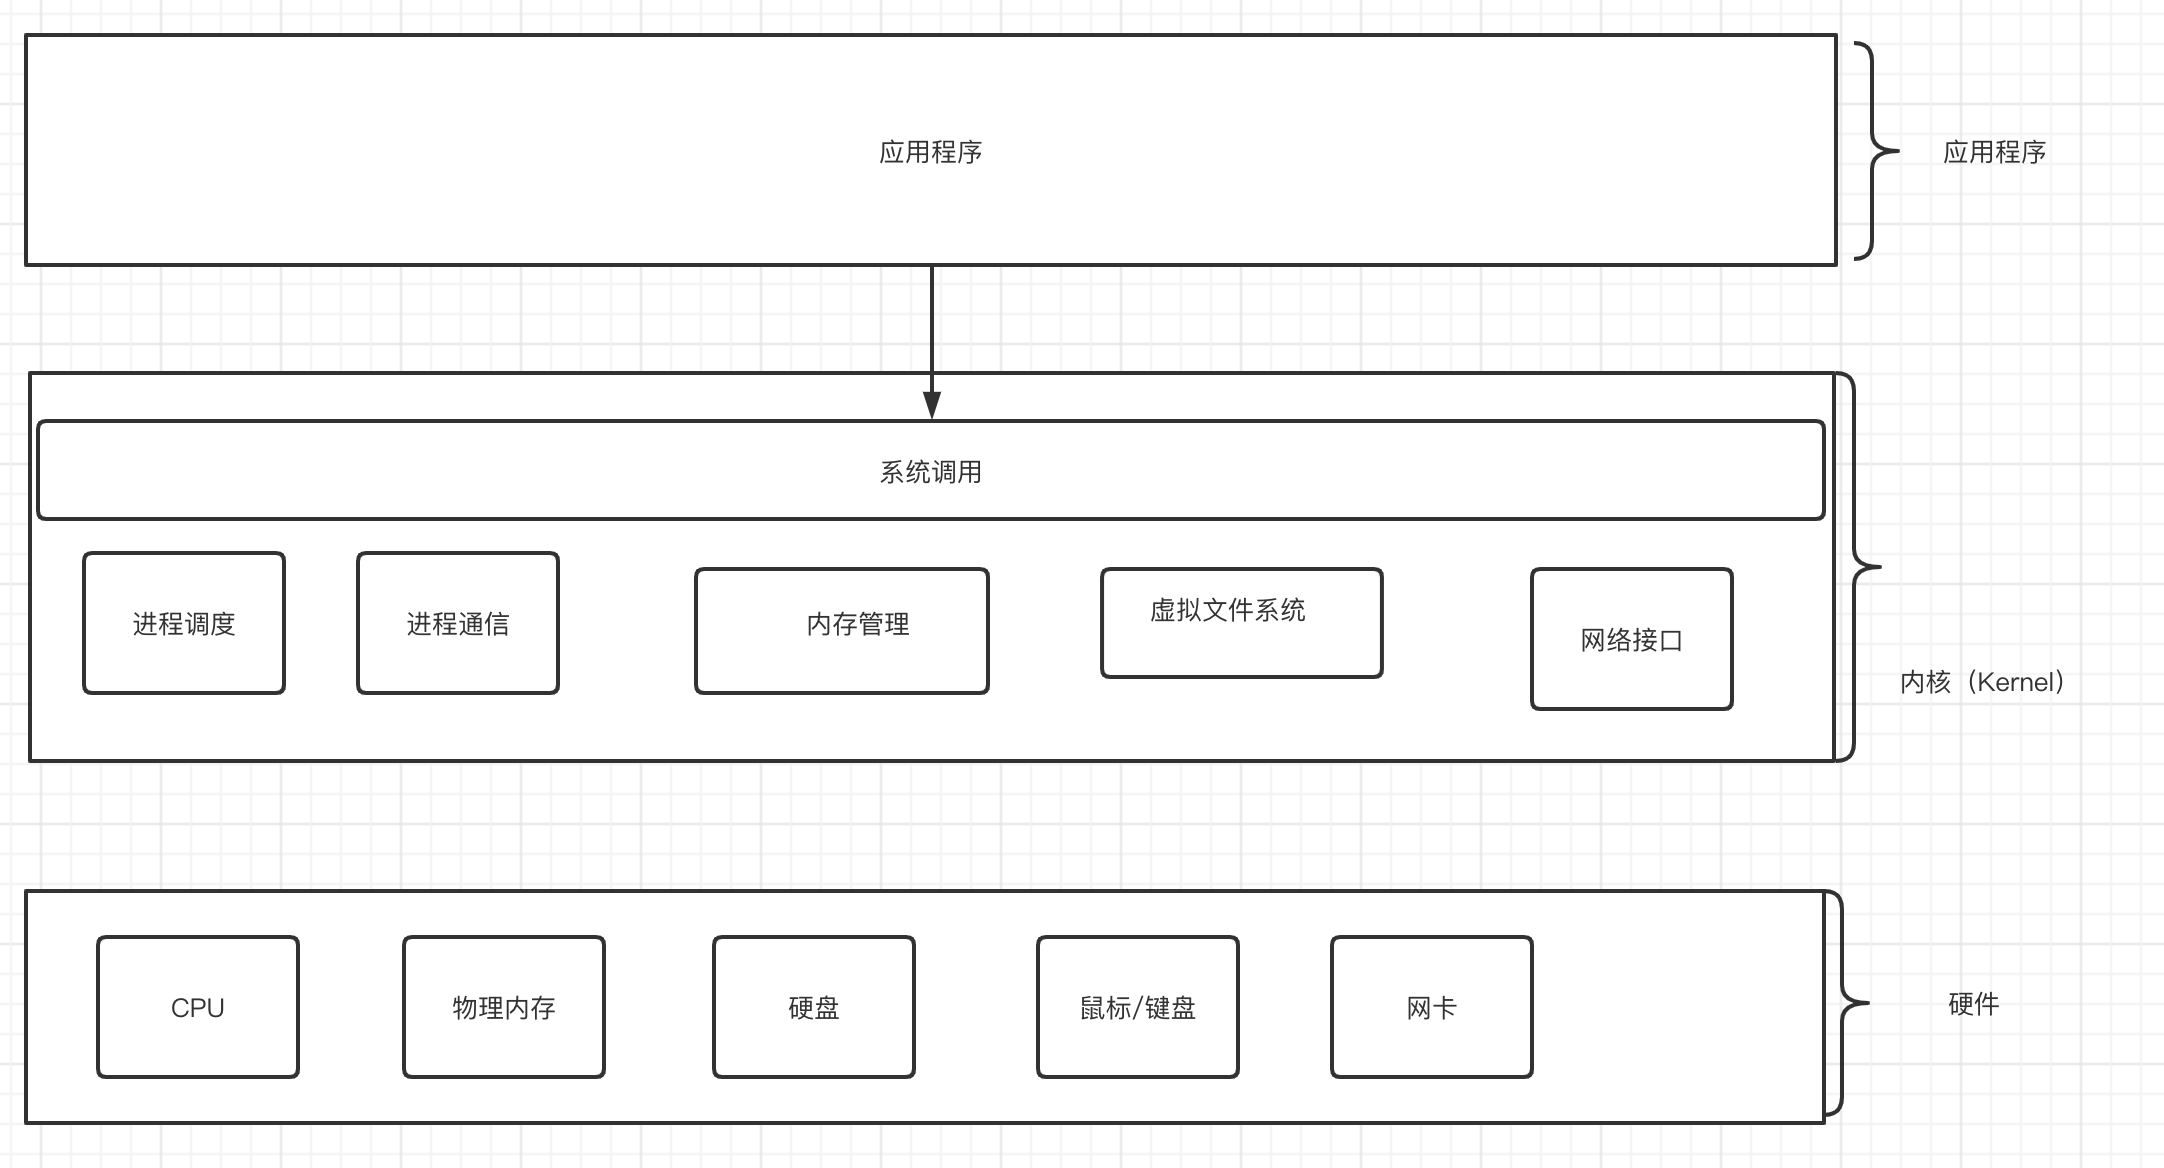 应用程序
应用程序
系统调用
进程调度
进程通信
内存管理
虚拟文件系统
网络接口
内核（Kernel）
CPU
物理内存
硬盘
鼠标/键盘
网卡
硬件